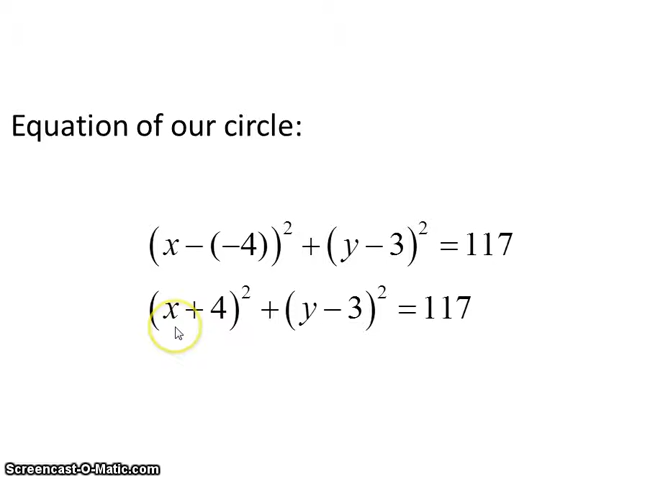 Equation of our circle:
(x − (−4))² + (y − 3)² = 117
(x + 4)² + (y − 3)² = 117
Screencast-O-Matic.com